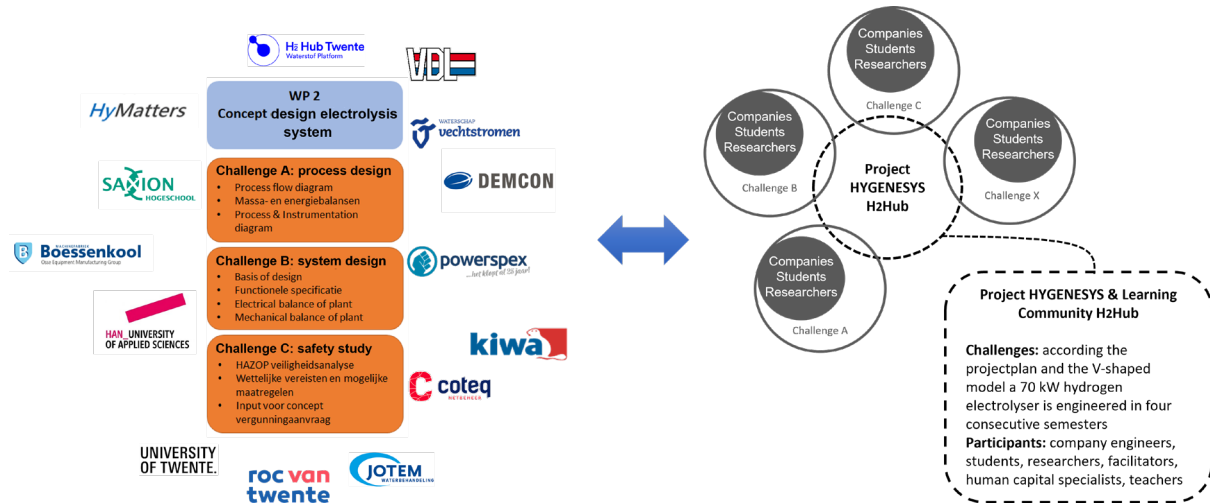 H2 Hub Twente
Waterstof Platform
VDL
HyMatters
WP 2
Concept design electrolysis
system
WATERSCHAP
vechtstromen
SAXION
HOGESCHOOL
Challenge A: process design
• Process flow diagram
• Massa- en energiebalansen
• Process & Instrumentation
diagram
DEMCON
MACHINEFABRIEK
Boessenkool
Challenge B: system design
• Basis of design
• Functionele specificatie
• Electrical balance of plant
• Mechanical balance of plant
powerspex
...het klopt al 25 jaar!
HAN_UNIVERSITY
OF APPLIED SCIENCES
Challenge C: safety study
• HAZOP veiligheidsanalyse
• Wettelijke vereisten en mogelijke
maatregelen
• Input voor concept
vergunningaanvraag
kiwa
coteq
NETBEHEER
UNIVERSITY
OF TWENTE.
roc van
twente
JOTEM
WATERBEHANDELING
Companies
Students
Researchers
Challenge C
Companies
Students
Researchers
Challenge B
Companies
Students
Researchers
Challenge X
Project
HYGENESYS
H2Hub
Companies
Students
Researchers
Challenge A
Project HYGENESYS & Learning
Community H2Hub
Challenges: according the
projectplan and the V-shaped
model a 70 kW hydrogen
electrolyser is engineered in four
consecutive semesters
Participants: company engineers,
students, researchers, facilitators,
human capital specialists, teachers